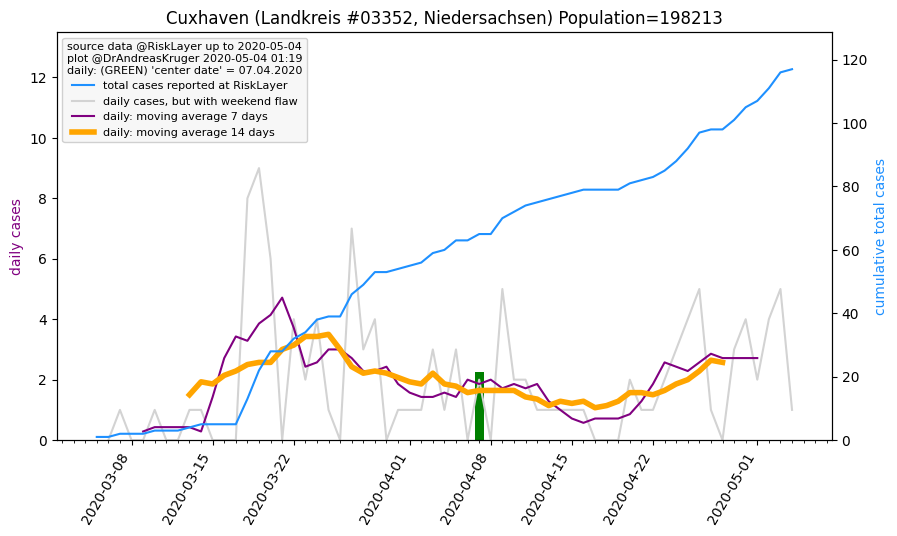 Cuxhaven (Landkreis #03352, Niedersachsen) Population=198213
source data @RiskLayer up to 2020-05-04
plot @DrAndreasKruger 2020-05-04 01:19
daily: (GREEN) 'center date' = 07.04.2020
total cases reported at RiskLayer
daily cases, but with weekend flaw
daily: moving average 7 days
daily: moving average 14 days
daily cases
0
2
4
6
8
10
12
cumulative total cases
0
20
40
60
80
100
120
2020-03-08
2020-03-15
2020-03-22
2020-04-01
2020-04-08
2020-04-15
2020-04-22
2020-05-01